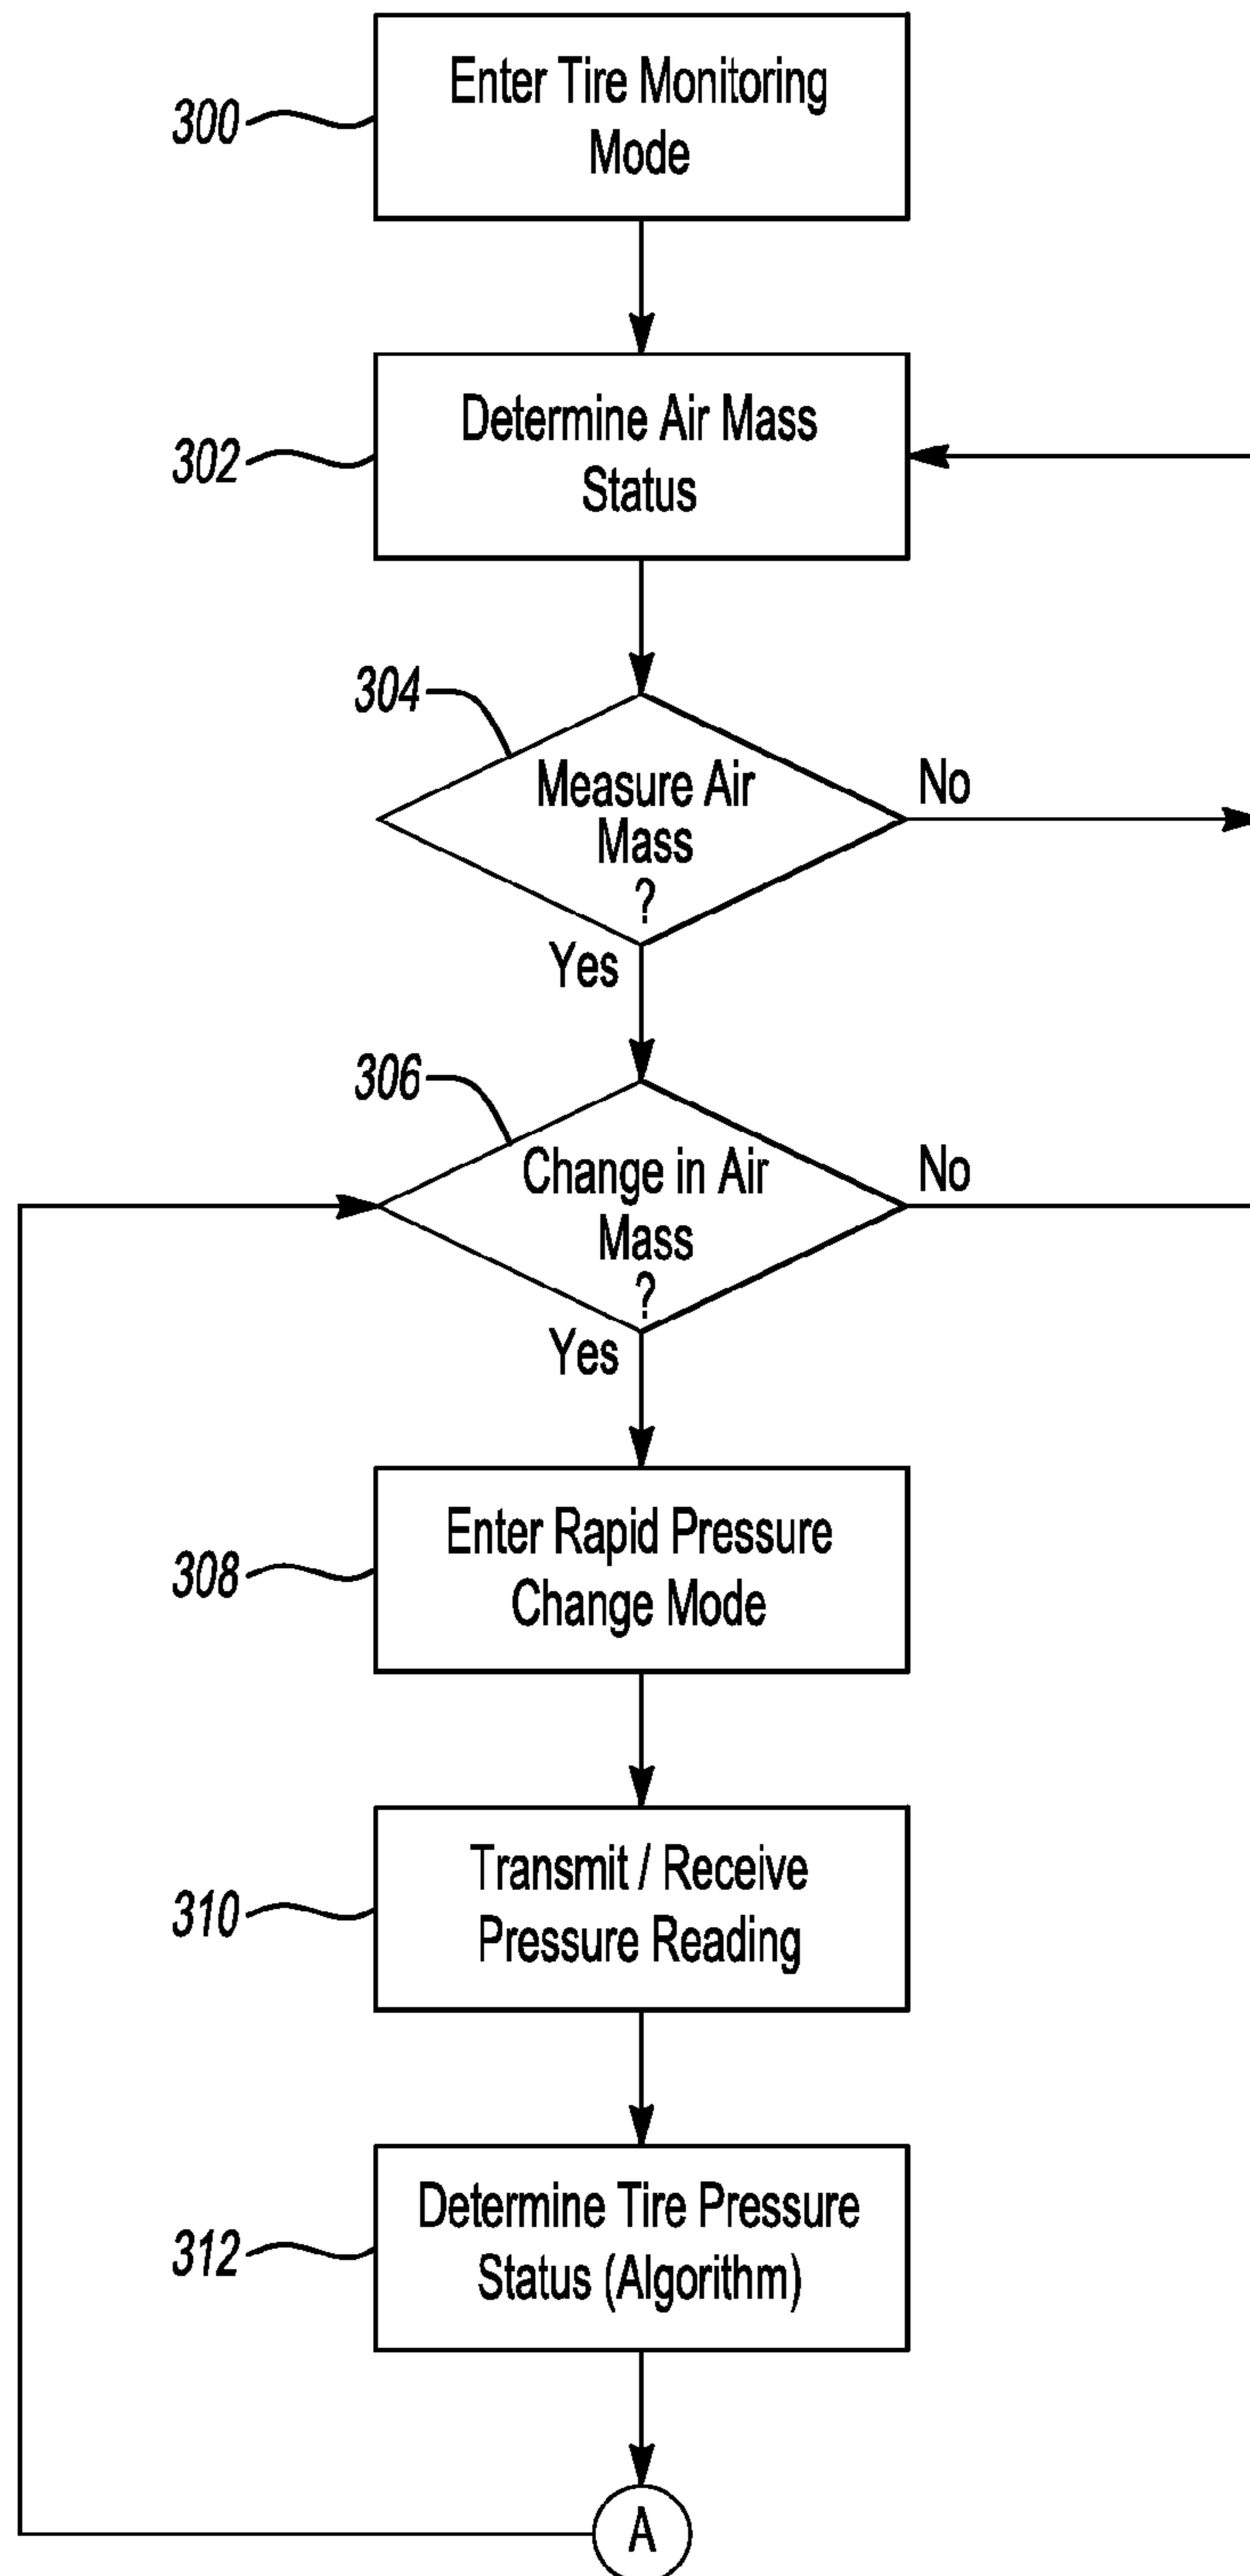 300
Enter Tire Monitoring
Mode
302
Determine Air Mass
Status
304
Measure Air
Mass
?
No
Yes
306
Change in Air
Mass
?
No
Yes
308
Enter Rapid Pressure
Change Mode
310
Transmit / Receive
Pressure Reading
312
Determine Tire Pressure
Status (Algorithm)
A